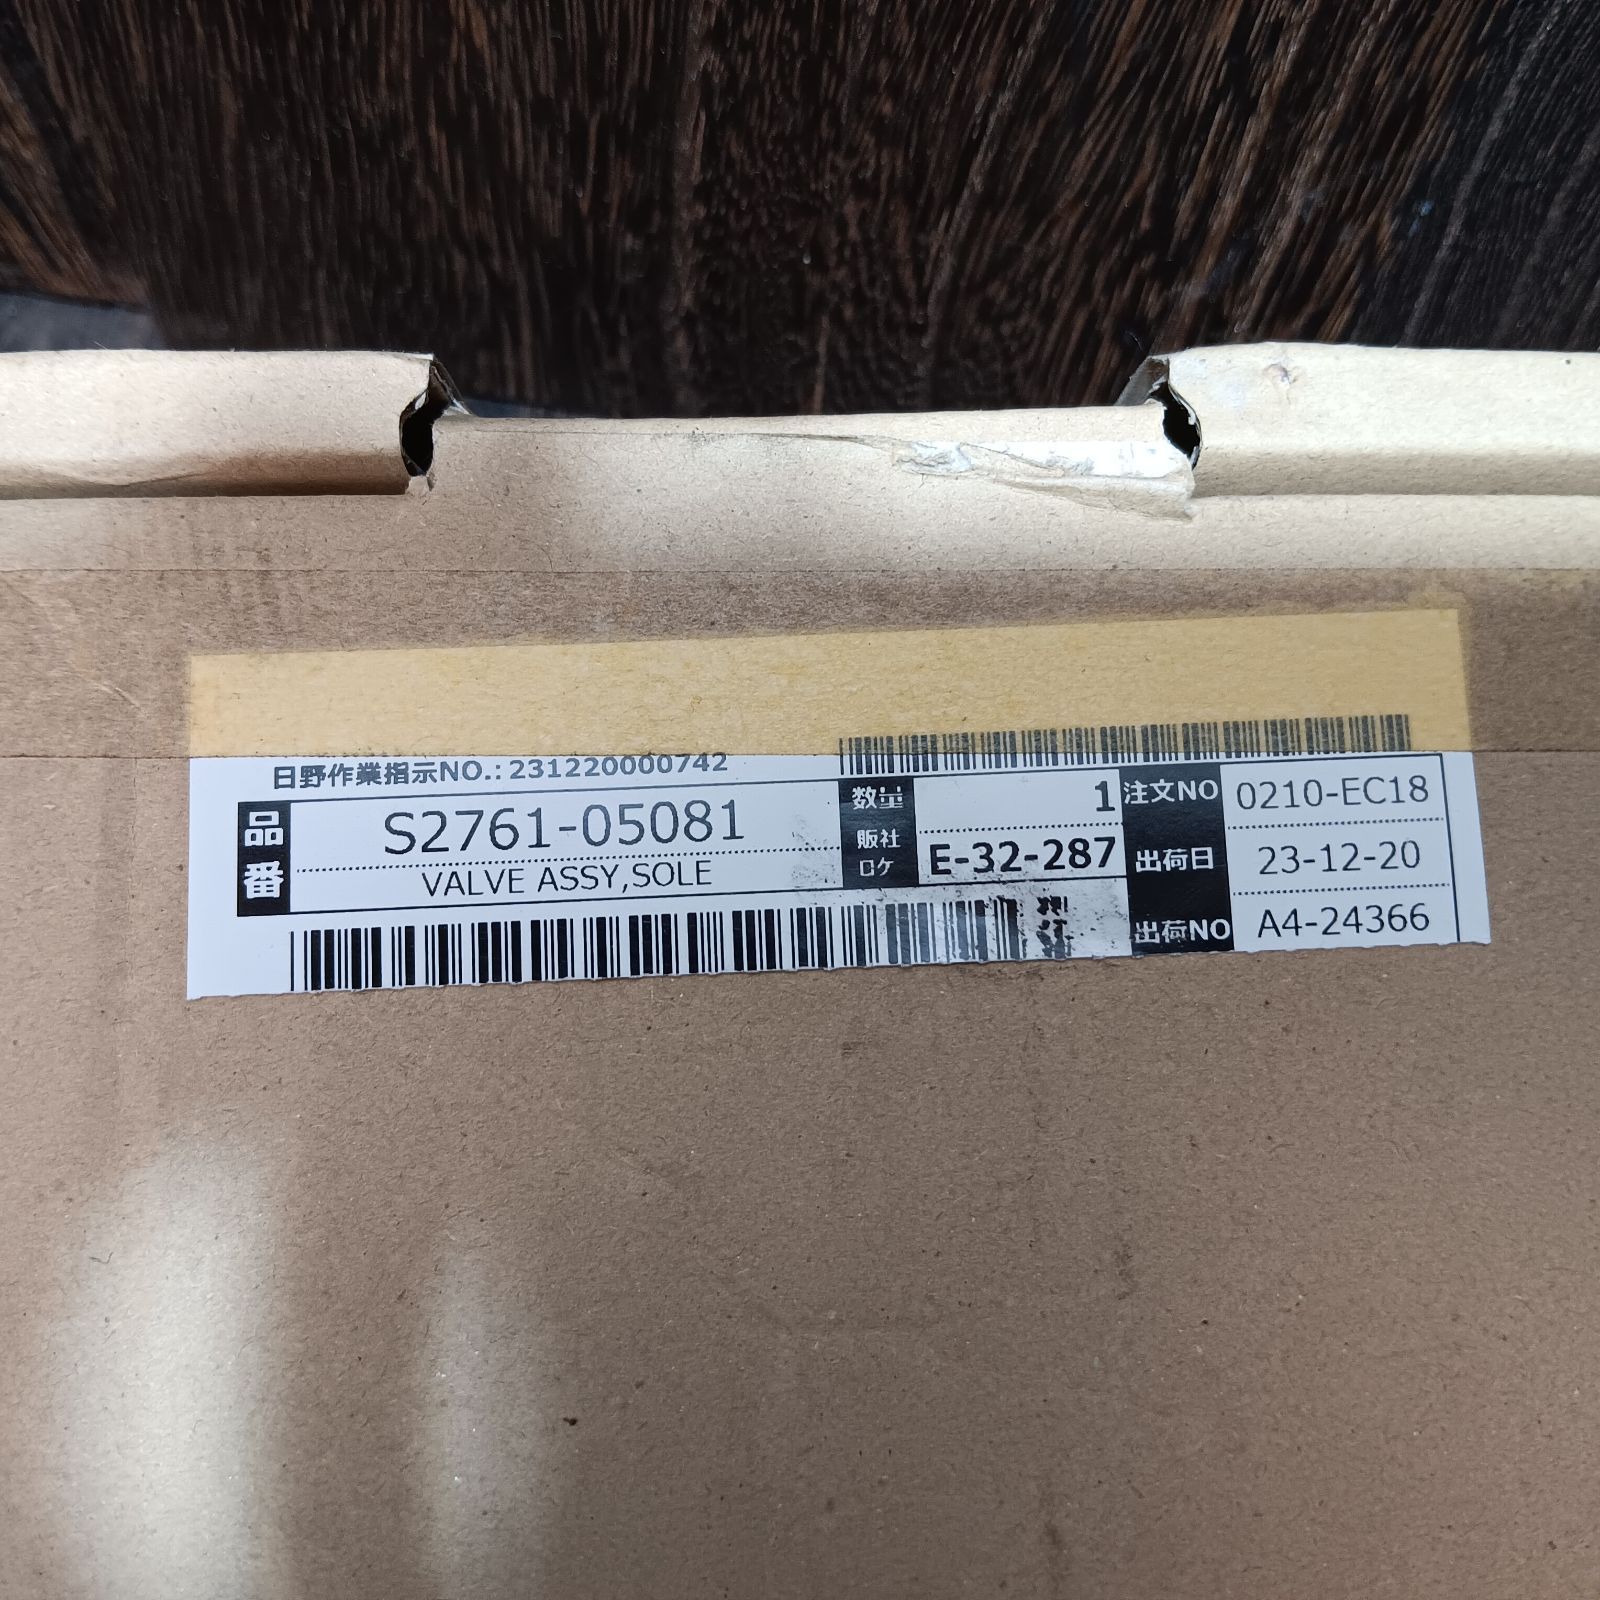 日野作業指示NO.: 231220000742
品番 S2761-05081
VALVE ASSY,SOLE
数量 1
販社ロケ E-32-287
注文NO 0210-EC18
出荷日 23-12-20
出荷NO A4-24366